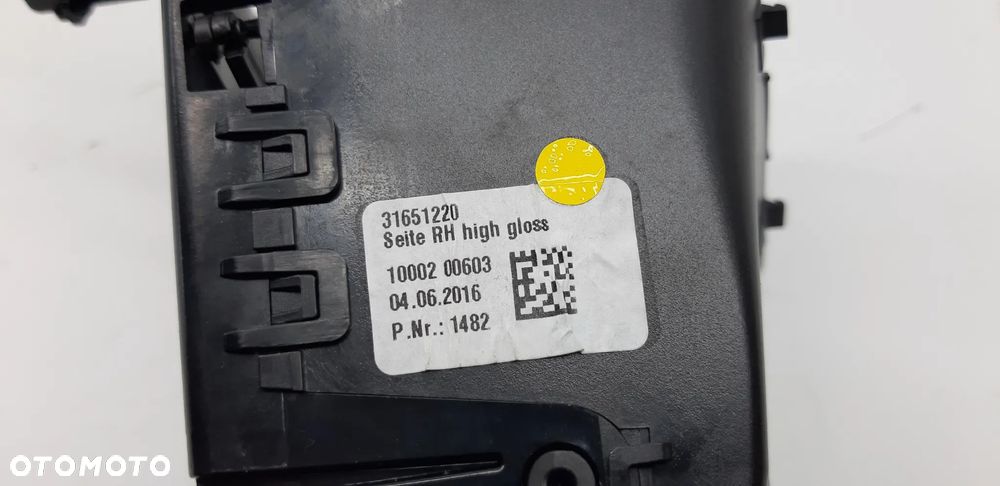 31651220
Seite RH high gloss
10002 00603
04.06.2016
P.Nr.: 1482
OTOMOTO